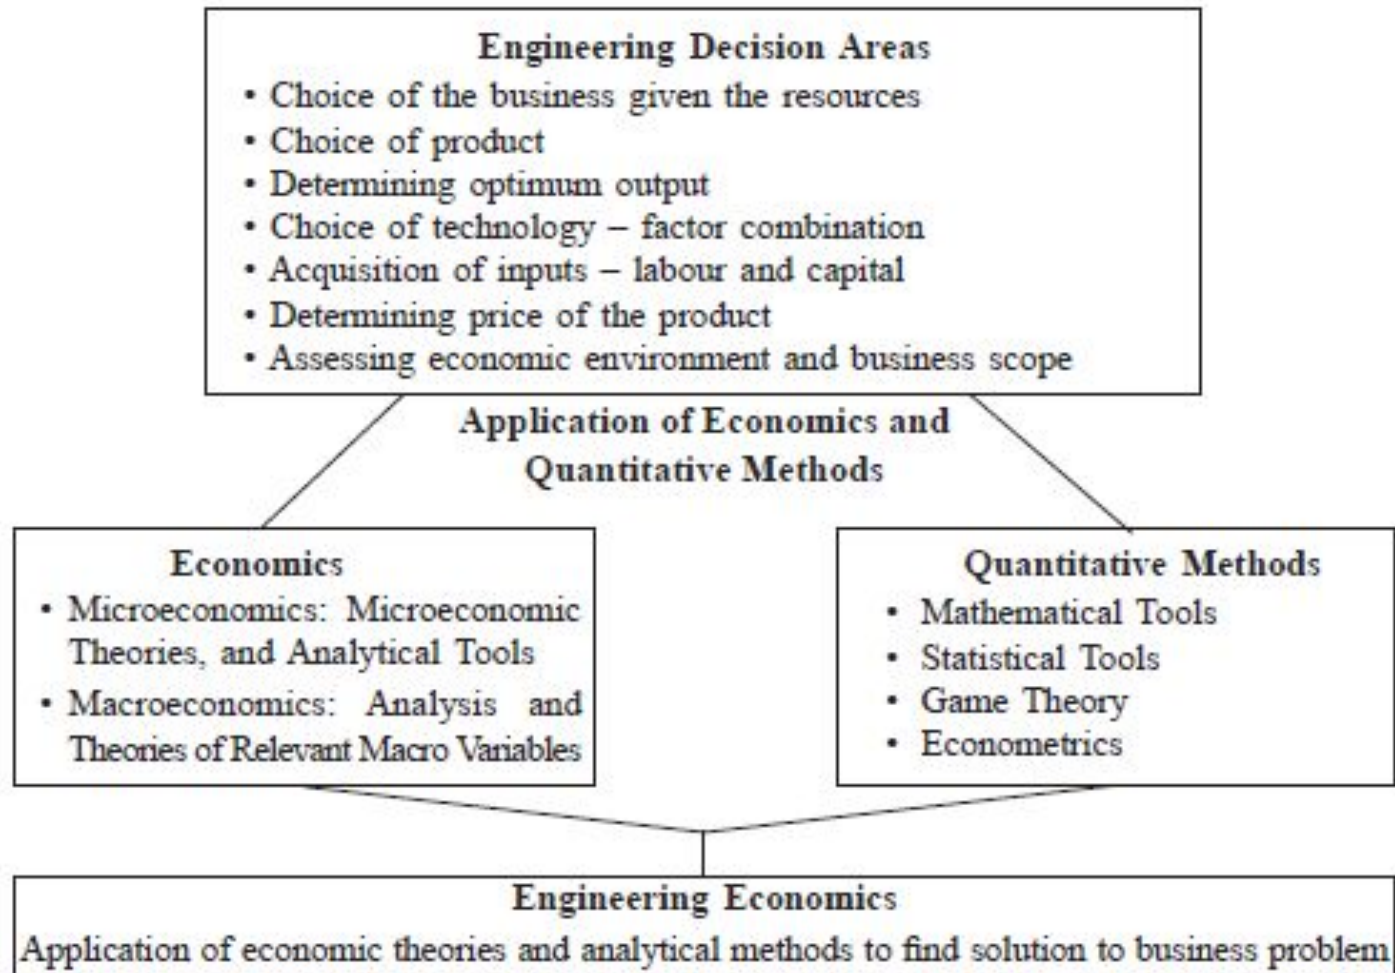 Engineering Decision Areas
• Choice of the business given the resources
• Choice of product
• Determining optimum output
• Choice of technology – factor combination
• Acquisition of inputs – labour and capital
• Determining price of the product
• Assessing economic environment and business scope
Application of Economics and
Quantitative Methods
Economics
• Microeconomics: Microeconomic
Theories, and Analytical Tools
• Macroeconomics: Analysis and
Theories of Relevant Macro Variables
Quantitative Methods
• Mathematical Tools
• Statistical Tools
• Game Theory
• Econometrics
Engineering Economics
Application of economic theories and analytical methods to find solution to business problem